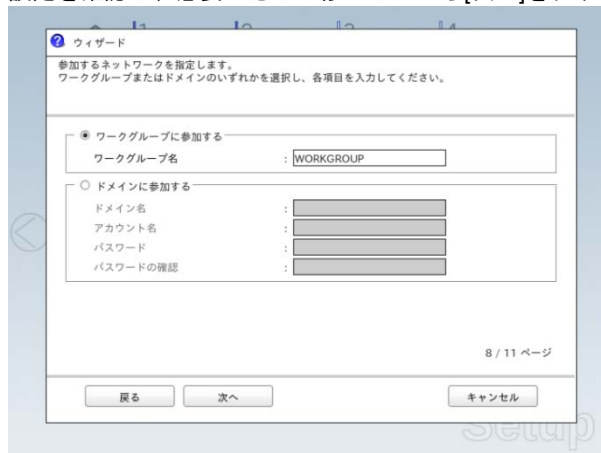 1 2 3 4
ウィザード
参加するネットワークを指定します。
ワークグループまたはドメインのいずれかを選択し、各項目を入力してください。
ワークグループに参加する
ワークグループ名 : WORKGROUP
ドメインに参加する
ドメイン名 :
アカウント名 :
パスワード :
パスワードの確認 :
8 / 11 ページ
戻る 次へ キャンセル
Setup